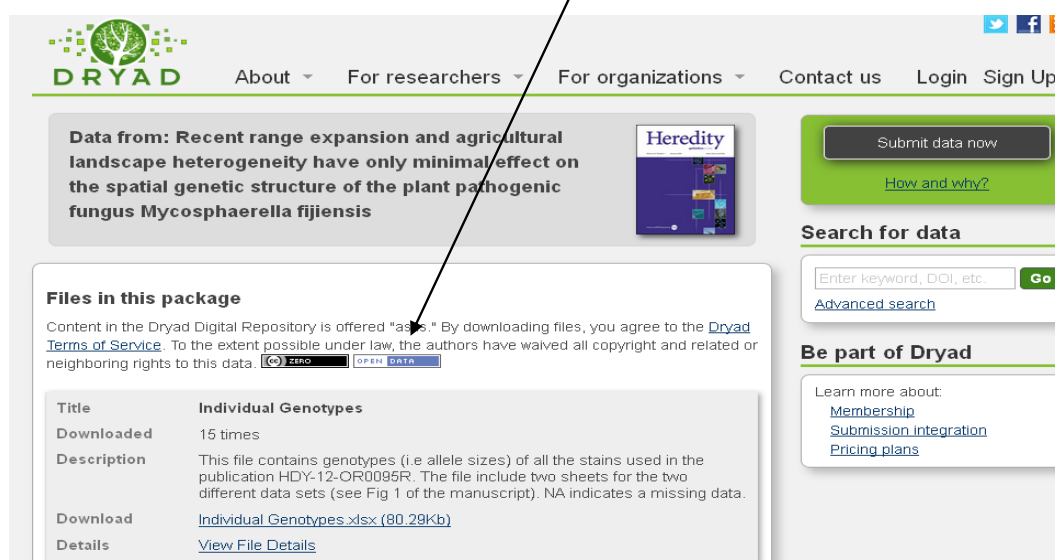 DRYAD
About
For researchers
For organizations
Contact us
Login
Sign Up
Data from: Recent range expansion and agricultural
landscape heterogeneity have only minimal effect on
the spatial genetic structure of the plant pathogenic
fungus Mycosphaerella fijiensis
Heredity
Submit data now
How and why?
Search for data
Enter keyword, DOI, etc.
Go
Advanced search
Files in this package
Content in the Dryad Digital Repository is offered "as is." By downloading files, you agree to the Dryad
Terms of Service. To the extent possible under law, the authors have waived all copyright and related or
neighboring rights to this data. (cc) ZERO OPEN DATA
Be part of Dryad
Learn more about:
Membership
Submission integration
Pricing plans
Title Individual Genotypes
Downloaded 15 times
Description This file contains genotypes (i.e allele sizes) of all the stains used in the
publication HDY-12-OR0095R. The file include two sheets for the two
different data sets (see Fig 1 of the manuscript). NA indicates a missing data.
Download Individual Genotypes.xlsx (80.29Kb)
Details View File Details